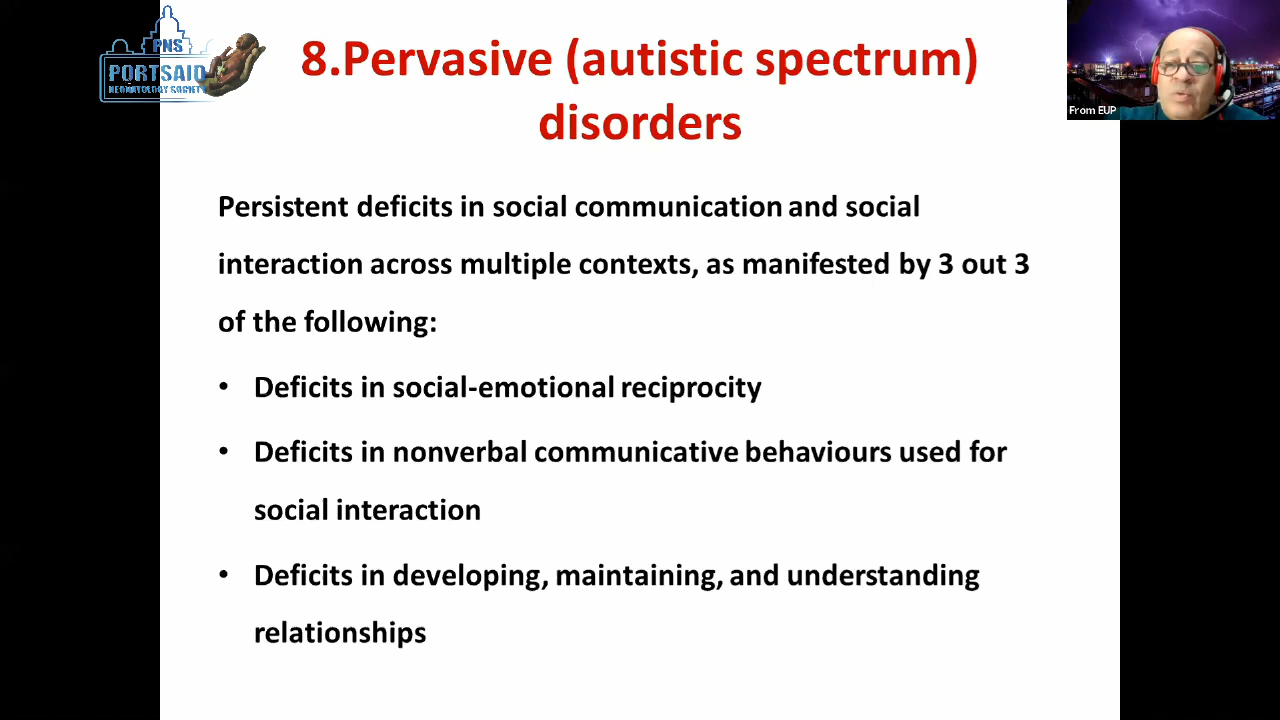 PNS
PORTSAID
NEONATOLOGY SOCIETY
8.Pervasive (autistic spectrum)
disorders
From EUP
Persistent deficits in social communication and social
interaction across multiple contexts, as manifested by 3 out 3
of the following:
• Deficits in social-emotional reciprocity
• Deficits in nonverbal communicative behaviours used for
social interaction
• Deficits in developing, maintaining, and understanding
relationships